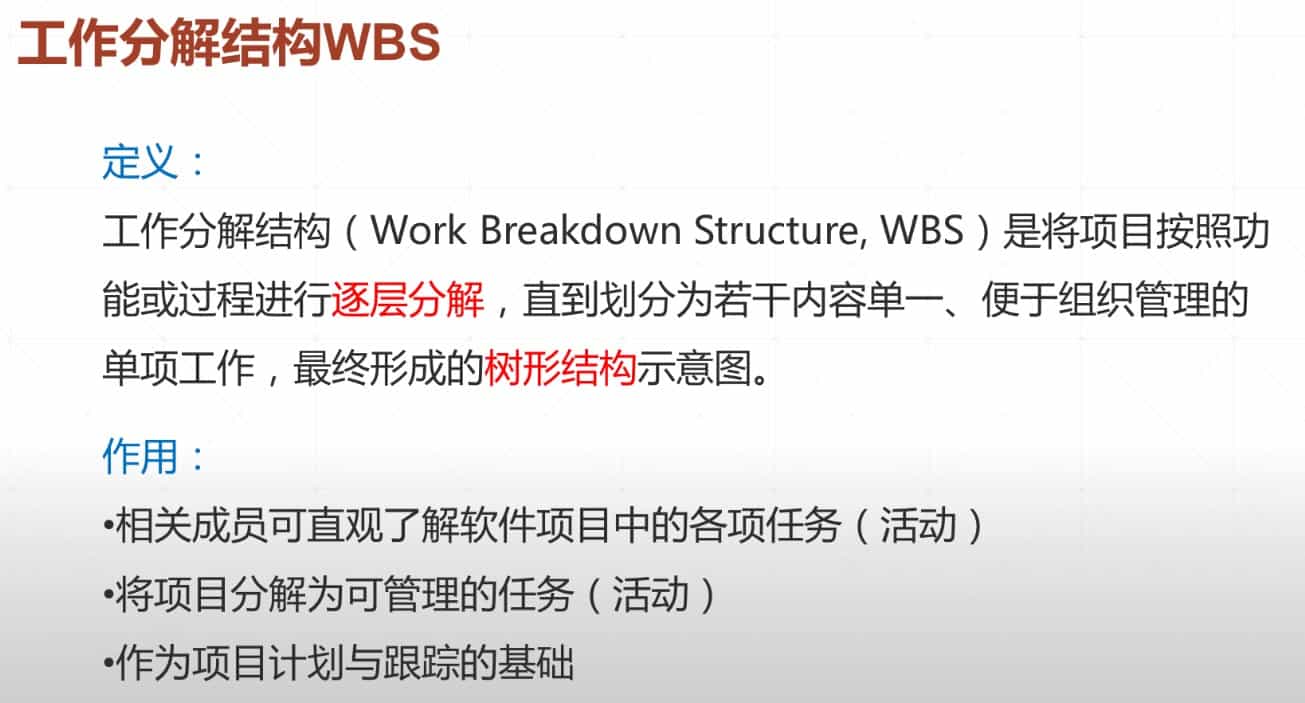 工作分解结构WBS
定义：
工作分解结构（Work Breakdown Structure, WBS）是将项目按照功
能或过程进行逐层分解，直到划分为若干内容单一、便于组织管理的
单项工作，最终形成的树形结构示意图。
作用：
•相关成员可直观了解软件项目中的各项任务（活动）
•将项目分解为可管理的任务（活动）
•作为项目计划与跟踪的基础